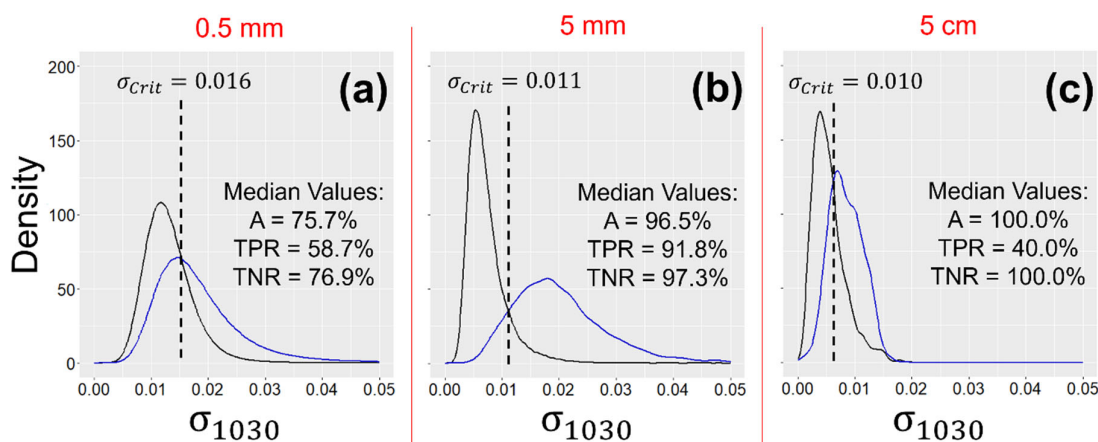 0.5 mm
5 mm
5 cm
σ_Crit = 0.016
(a)
Median Values:
A = 75.7%
TPR = 58.7%
TNR = 76.9%
σ_Crit = 0.011
(b)
Median Values:
A = 96.5%
TPR = 91.8%
TNR = 97.3%
σ_Crit = 0.010
(c)
Median Values:
A = 100.0%
TPR = 40.0%
TNR = 100.0%
Density
200
150
100
50
0
0.00 0.01 0.02 0.03 0.04 0.05
0.00 0.01 0.02 0.03 0.04 0.05
0.00 0.01 0.02 0.03 0.04 0.05
σ₁₀₃₀
σ₁₀₃₀
σ₁₀₃₀